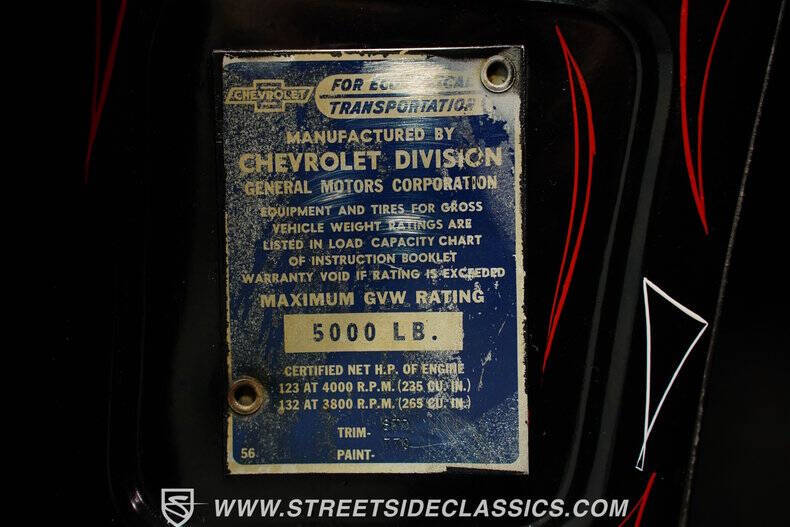 CHEVROLET
FOR ECONOMICAL
TRANSPORTATION
MANUFACTURED BY
CHEVROLET DIVISION
GENERAL MOTORS CORPORATION
EQUIPMENT AND TIRES FOR GROSS
VEHICLE WEIGHT RATINGS ARE
LISTED IN LOAD CAPACITY CHART
OF INSTRUCTION BOOKLET
WARRANTY VOID IF RATING IS EXCEEDED
MAXIMUM GVW RATING
5000 LB.
CERTIFIED NET H.P. OF ENGINE
123 AT 4000 R.P.M. (235 CU. IN.)
132 AT 3800 R.P.M. (265 CU. IN.)
TRIM-
56 PAINT-
WWW.STREETSIDECLASSICS.COM